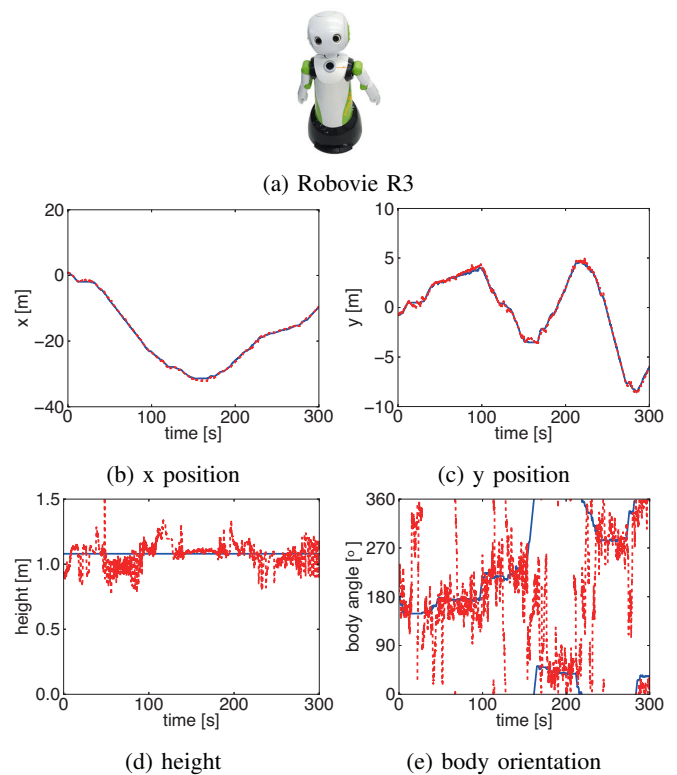 (a) Robovie R3
20
0
−20
−40
x [m]
0 100 200 300
time [s]
(b) x position
10
5
0
−5
−10
y [m]
0 100 200 300
time [s]
(c) y position
1.5
1.0
1.5
0.0
height [m]
0 100 200 300
time [s]
(d) height
360
270
180
90
0
body angle [°]
0 100 200 300
time [s]
(e) body orientation